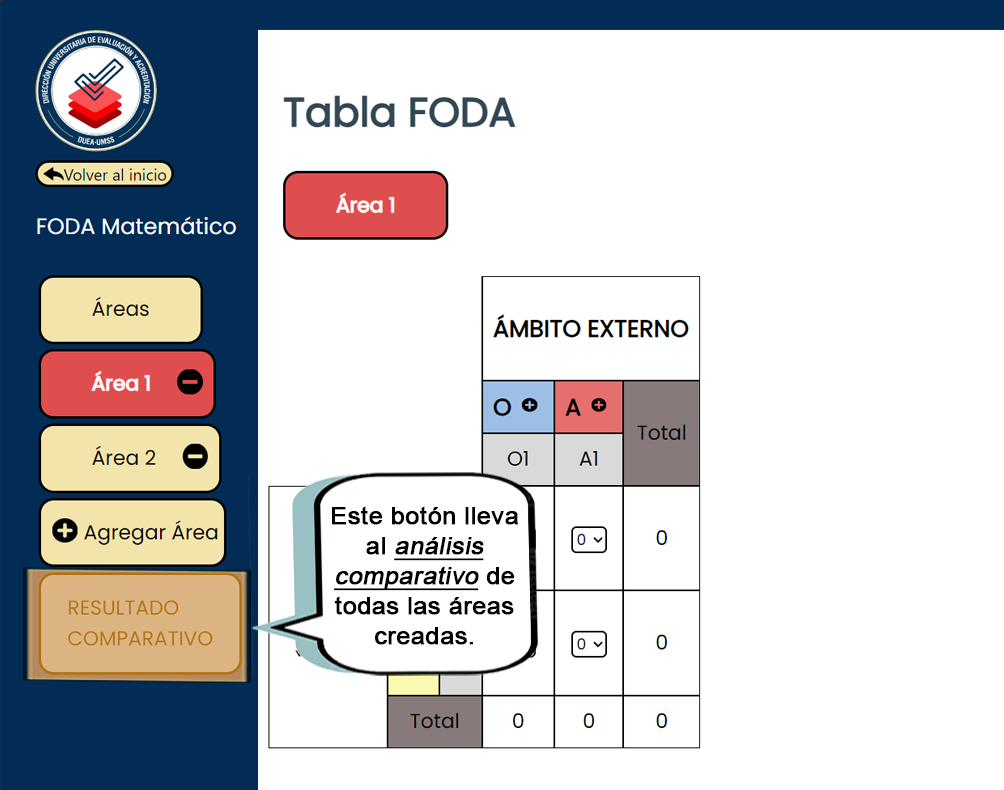 DIRECCIÓN UNIVERSITARIA DE EVALUACIÓN Y ACREDITACIÓN
DUEA-UMSS
Volver al inicio
FODA Matemático
Áreas
Área 1
Área 2
Agregar Área
RESULTADO
COMPARATIVO
Tabla FODA
Área 1
ÁMBITO EXTERNO
O A Total
O1 A1
Este botón lleva
al análisis
comparativo de
todas las áreas
creadas.
0 0
0 0
Total 0 0 0